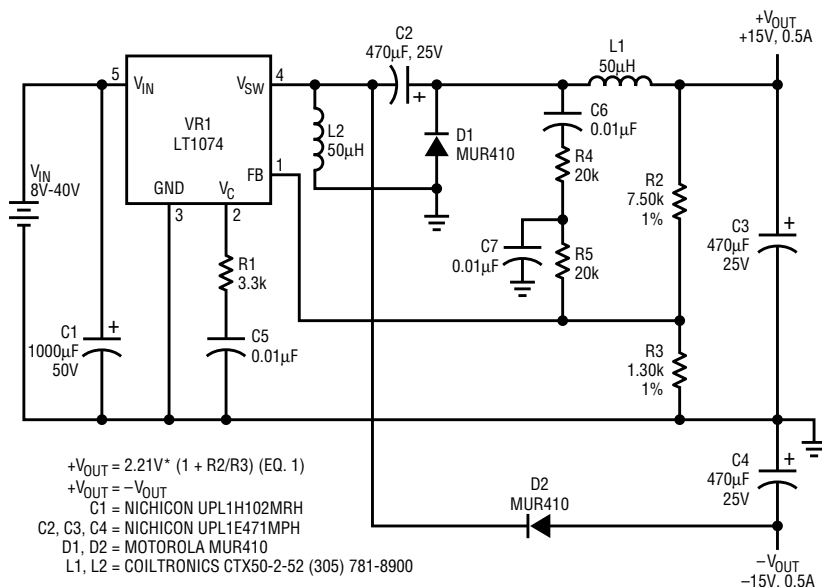 +VOUT
+15V, 0.5A
C2
470µF, 25V
L1
50µH
5
VIN
VSW
4
VR1
LT1074
L2
50µH
D1
MUR410
C6
0.01µF
R4
20k
R2
7.50k
1%
VIN
8V-40V
FB
1
GND
VC
3
2
C7
0.01µF
R5
20k
C3
470µF
25V
R1
3.3k
C1
1000µF
50V
C5
0.01µF
R3
1.30k
1%
C4
470µF
25V
D2
MUR410
+VOUT = 2.21V* (1 + R2/R3) (EQ. 1)
+VOUT = –VOUT
C1 = NICHICON UPL1H102MRH
C2, C3, C4 = NICHICON UPL1E471MPH
D1, D2 = MOTOROLA MUR410
L1, L2 = COILTRONICS CTX50-2-52 (305) 781-8900
–VOUT
–15V, 0.5A